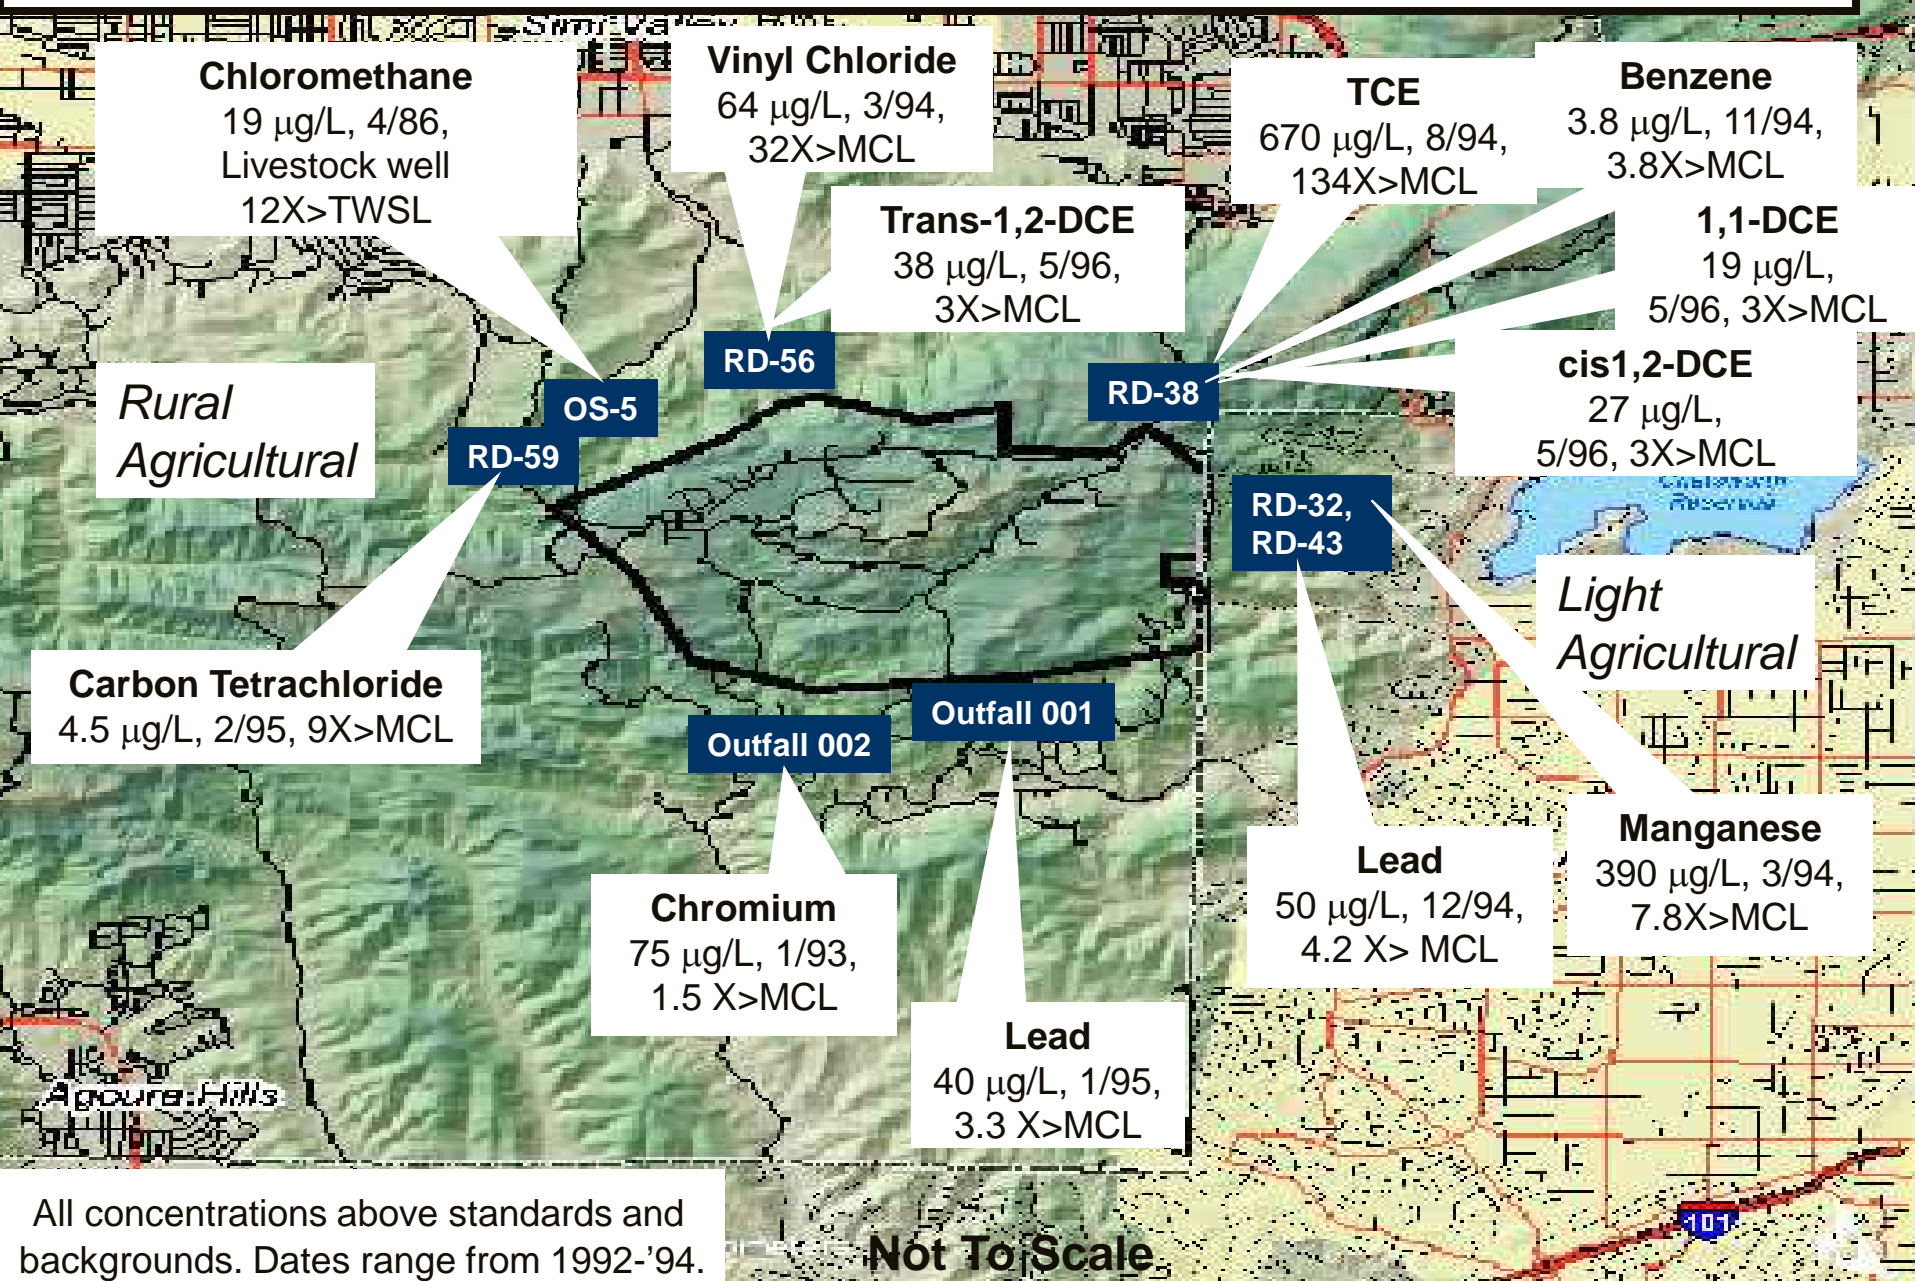 Simi Valley
Chloromethane
19 µg/L, 4/86,
Livestock well
12X>TWSL
Vinyl Chloride
64 µg/L, 3/94,
32X>MCL
Trans-1,2-DCE
38 µg/L, 5/96,
3X>MCL
TCE
670 µg/L, 8/94,
134X>MCL
Benzene
3.8 µg/L, 11/94,
3.8X>MCL
1,1-DCE
19 µg/L,
5/96, 3X>MCL
cis1,2-DCE
27 µg/L,
5/96, 3X>MCL
RD-56
RD-38
OS-5
RD-59
Rural
Agricultural
RD-32,
RD-43
Light
Agricultural
Carbon Tetrachloride
4.5 µg/L, 2/95, 9X>MCL
Outfall 001
Outfall 002
Chromium
75 µg/L, 1/93,
1.5 X>MCL
Lead
40 µg/L, 1/95,
3.3 X>MCL
Lead
50 µg/L, 12/94,
4.2 X> MCL
Manganese
390 µg/L, 3/94,
7.8X>MCL
Agoura Hills
101
All concentrations above standards and
backgrounds. Dates range from 1992-'94.
Not To Scale